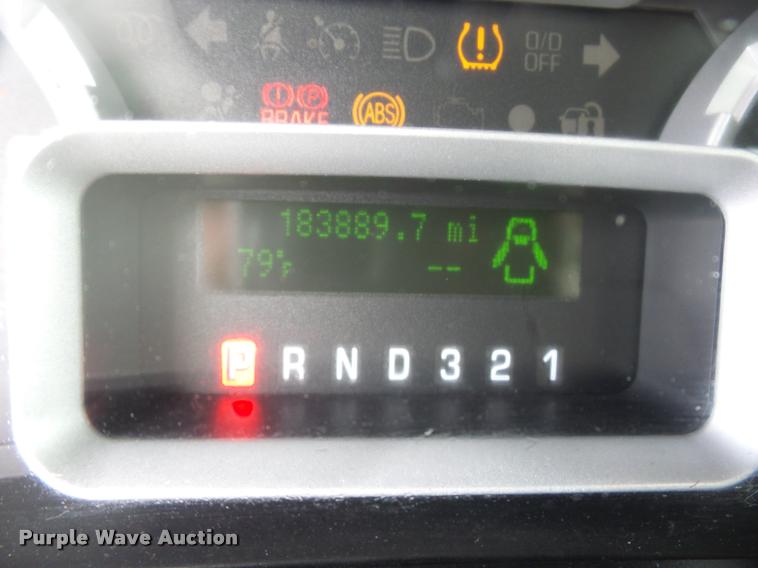 O/D
OFF
BRAKE
ABS
183889.7 mi
79°F
--
P R N D 3 2 1
Purple Wave Auction